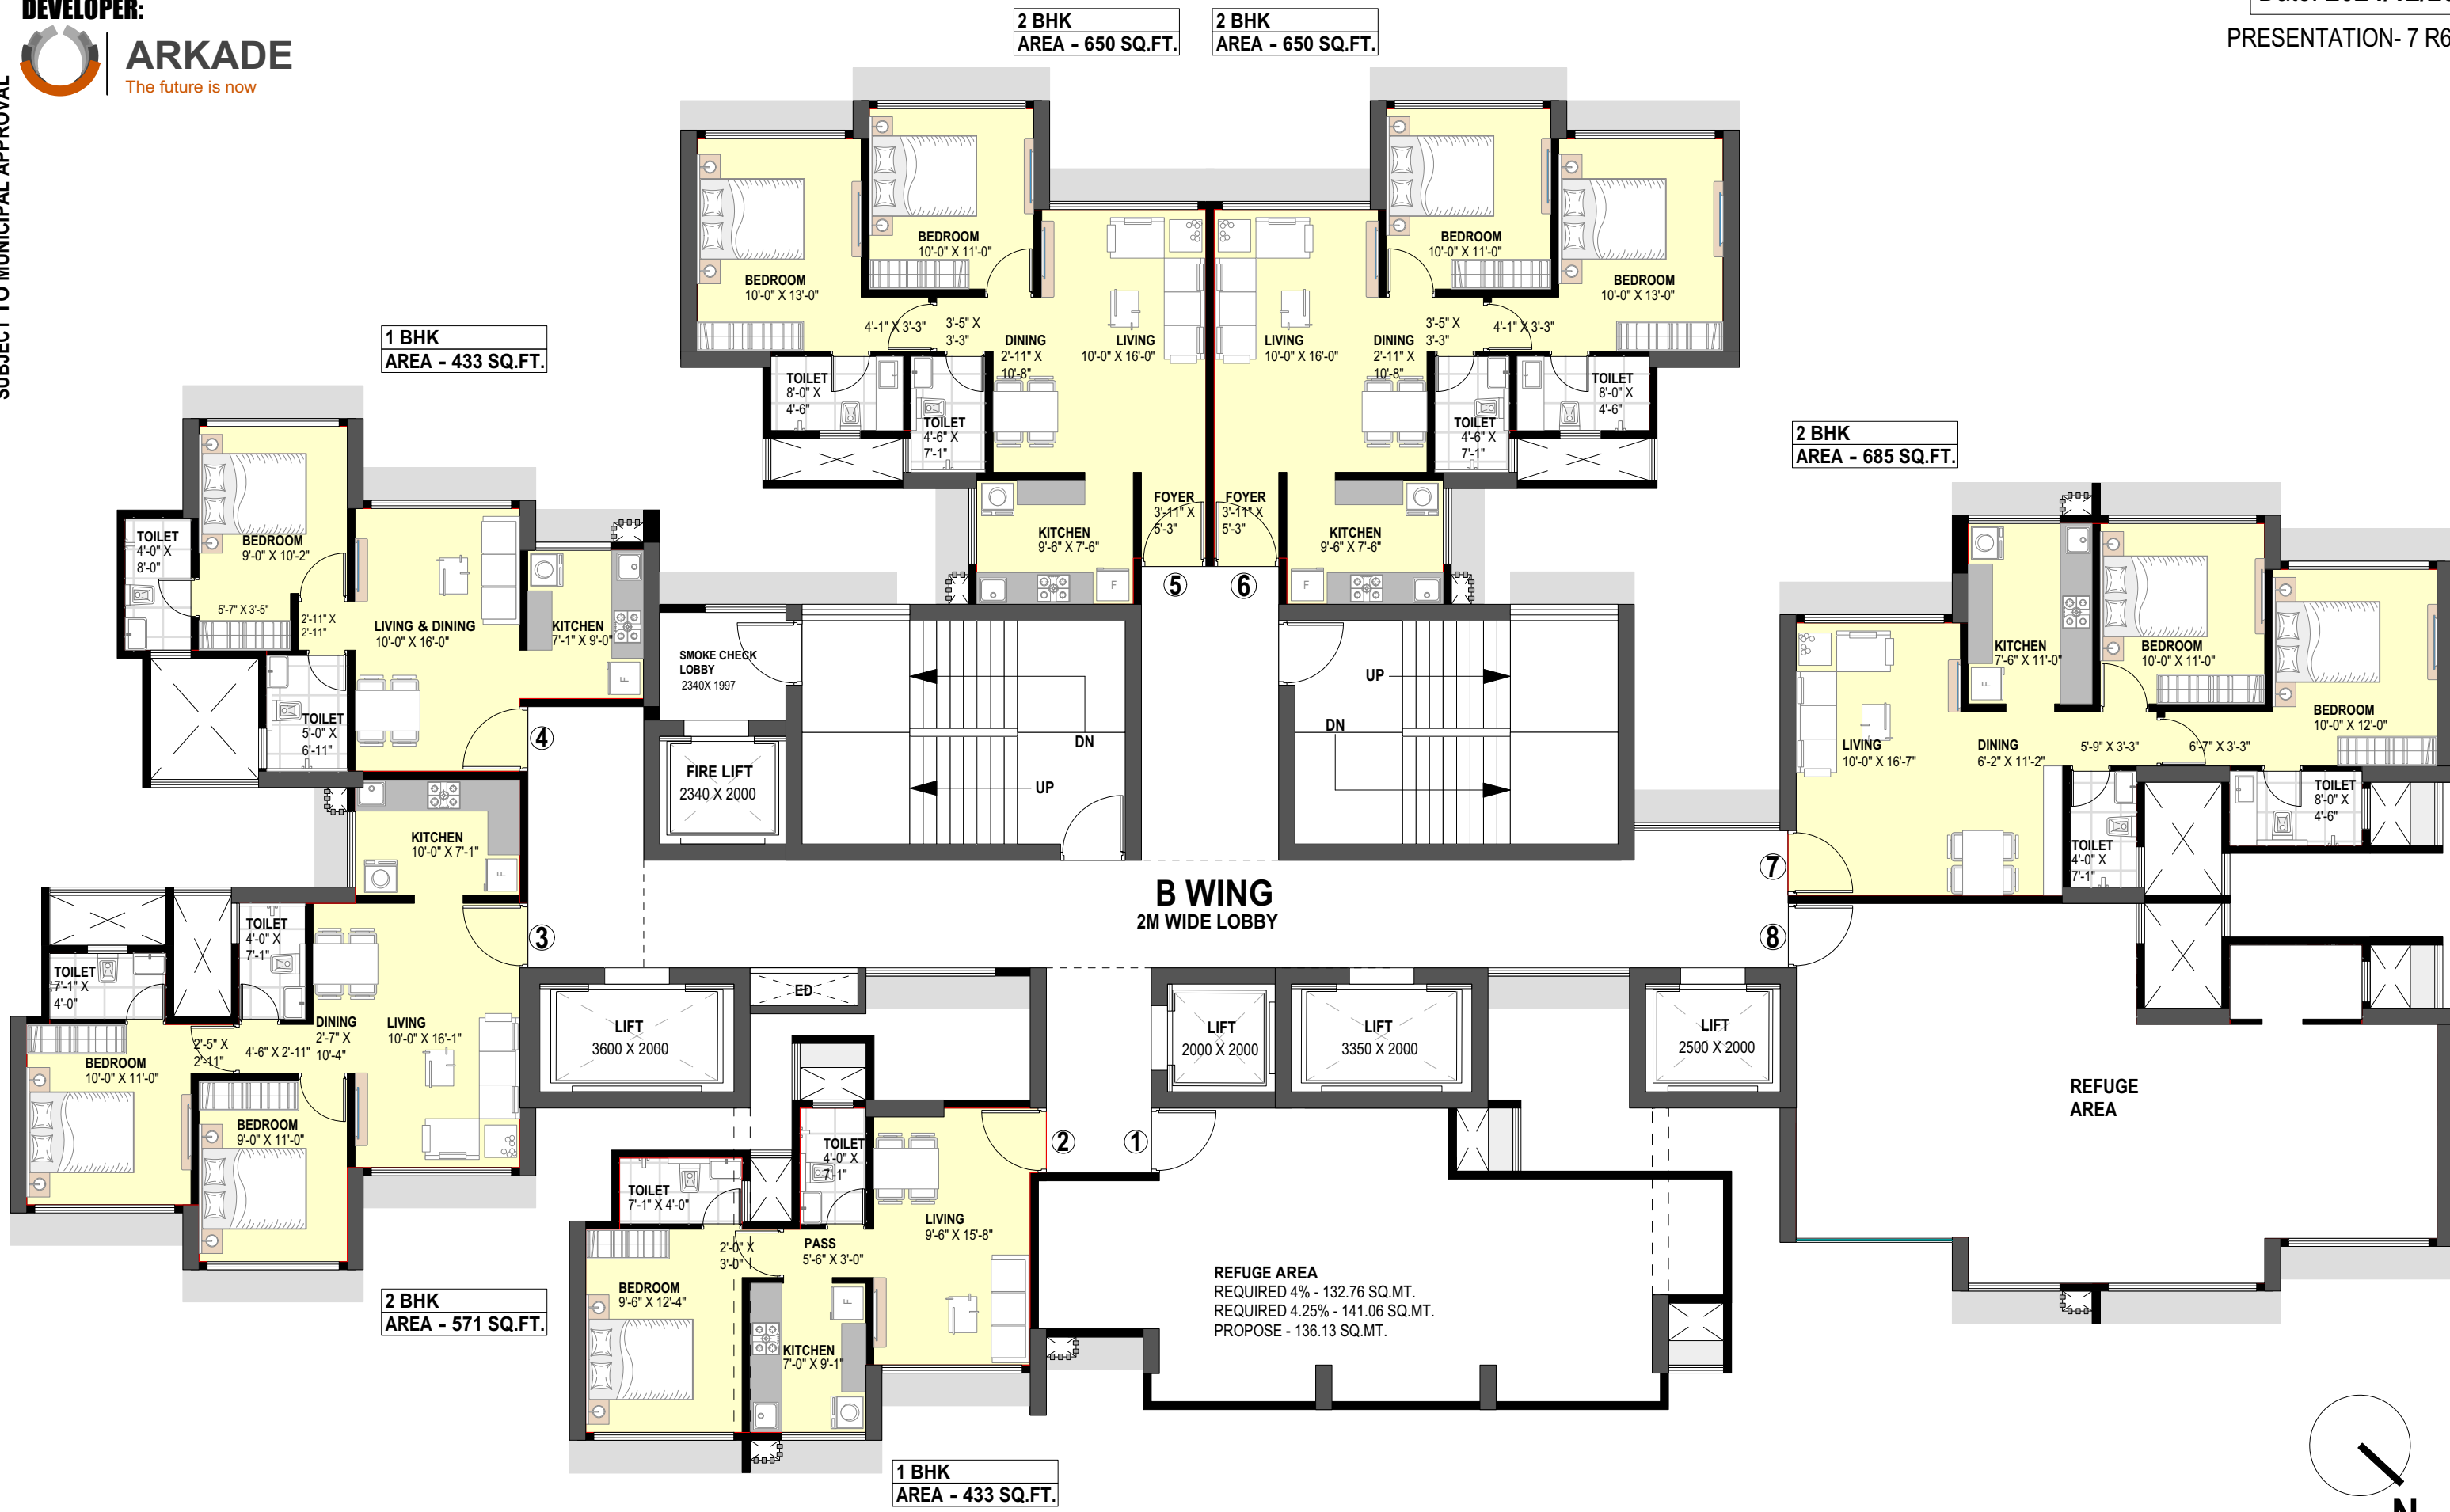 DEVELOPER:
ARKADE
The future is now
SUBJECT TO MUNICIPAL APPROVAL
PRESENTATION- 7 R6
2 BHK
AREA - 650 SQ.FT.
2 BHK
AREA - 650 SQ.FT.
1 BHK
AREA - 433 SQ.FT.
2 BHK
AREA - 685 SQ.FT.
BEDROOM
10'-0" X 13'-0"
BEDROOM
10'-0" X 11'-0"
4'-1" X 3'-3"
3'-5" X
3'-3"
DINING
2'-11" X
10'-8"
LIVING
10'-0" X 16'-0"
TOILET
8'-0" X
4'-6"
TOILET
4'-6" X
7'-1"
KITCHEN
9'-6" X 7'-6"
F
FOYER
3'-11" X
5'-3"
5
BEDROOM
10'-0" X 11'-0"
BEDROOM
10'-0" X 13'-0"
LIVING
10'-0" X 16'-0"
DINING
2'-11" X
10'-8"
3'-5" X
3'-3"
4'-1" X 3'-3"
TOILET
4'-6" X
7'-1"
TOILET
8'-0" X
4'-6"
FOYER
3'-11" X
5'-3"
KITCHEN
9'-6" X 7'-6"
F
6
TOILET
4'-0" X
8'-0"
BEDROOM
9'-0" X 10'-2"
5'-7" X 3'-5"
2'-11" X
2'-11"
LIVING & DINING
10'-0" X 16'-0"
KITCHEN
7'-1" X 9'-0"
F
TOILET
5'-0" X
6'-11"
4
SMOKE CHECK
LOBBY
2340X 1997
FIRE LIFT
2340 X 2000
DN
UP
UP
DN
KITCHEN
7'-6" X 11'-0"
F
BEDROOM
10'-0" X 11'-0"
BEDROOM
10'-0" X 12'-0"
LIVING
10'-0" X 16'-7"
DINING
6'-2" X 11'-2"
5'-9" X 3'-3"
6'-7" X 3'-3"
TOILET
8'-0" X
4'-6"
TOILET
4'-0" X
7'-1"
7
KITCHEN
10'-0" X 7'-1"
F
3
TOILET
4'-0" X
7'-1"
TOILET
7'-1" X
4'-0"
DINING
2'-7" X
10'-4"
LIVING
10'-0" X 16'-1"
2'-5" X
2'-11"
4'-6" X 2'-11"
BEDROOM
10'-0" X 11'-0"
BEDROOM
9'-0" X 11'-0"
2 BHK
AREA - 571 SQ.FT.
B WING
2M WIDE LOBBY
8
LIFT
3600 X 2000
ED
LIFT
2000 X 2000
LIFT
3350 X 2000
LIFT
2500 X 2000
REFUGE
AREA
2
1
TOILET
4'-0" X
7'-1"
TOILET
7'-1" X 4'-0"
LIVING
9'-6" X 15'-8"
2'-0" X
3'-0"
PASS
5'-6" X 3'-0"
BEDROOM
9'-6" X 12'-4"
F
KITCHEN
7'-0" X 9'-1"
REFUGE AREA
REQUIRED 4% - 132.76 SQ.MT.
REQUIRED 4.25% - 141.06 SQ.MT.
PROPOSE - 136.13 SQ.MT.
1 BHK
AREA - 433 SQ.FT.
N